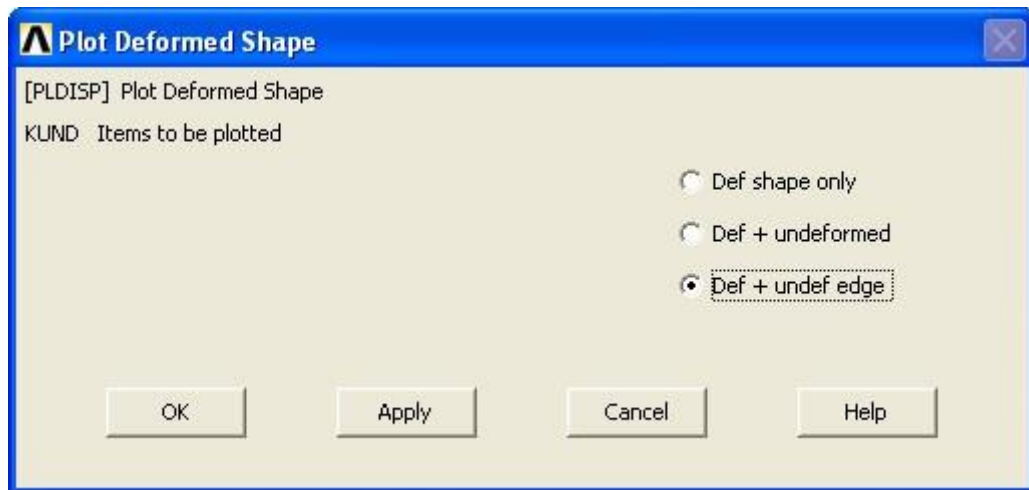 Plot Deformed Shape
[PLDISP] Plot Deformed Shape
KUND Items to be plotted
Def shape only
Def + undeformed
Def + undef edge
OK Apply Cancel Help